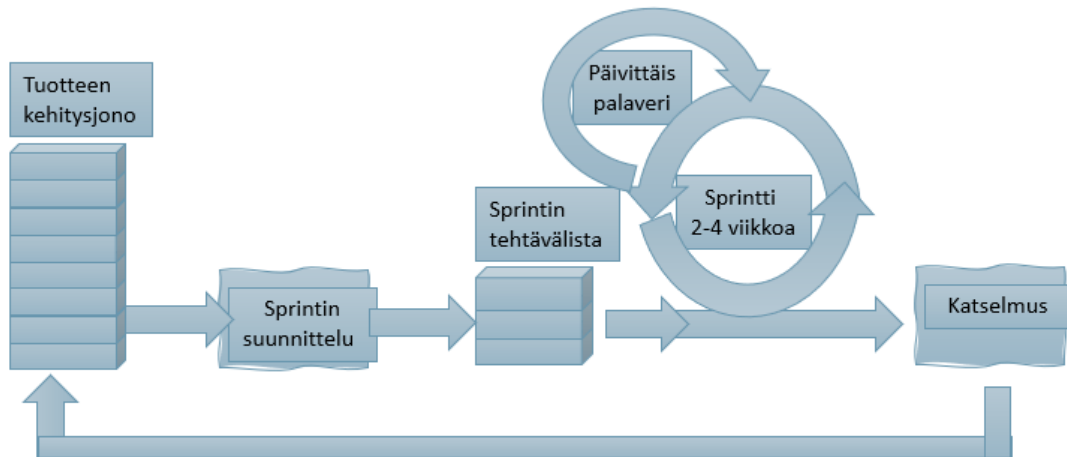 Tuotteen
kehitysjono
Sprintin
suunnittelu
Sprintin
tehtävälista
Päivittäis
palaveri
Sprintti
2-4 viikkoa
Katselmus